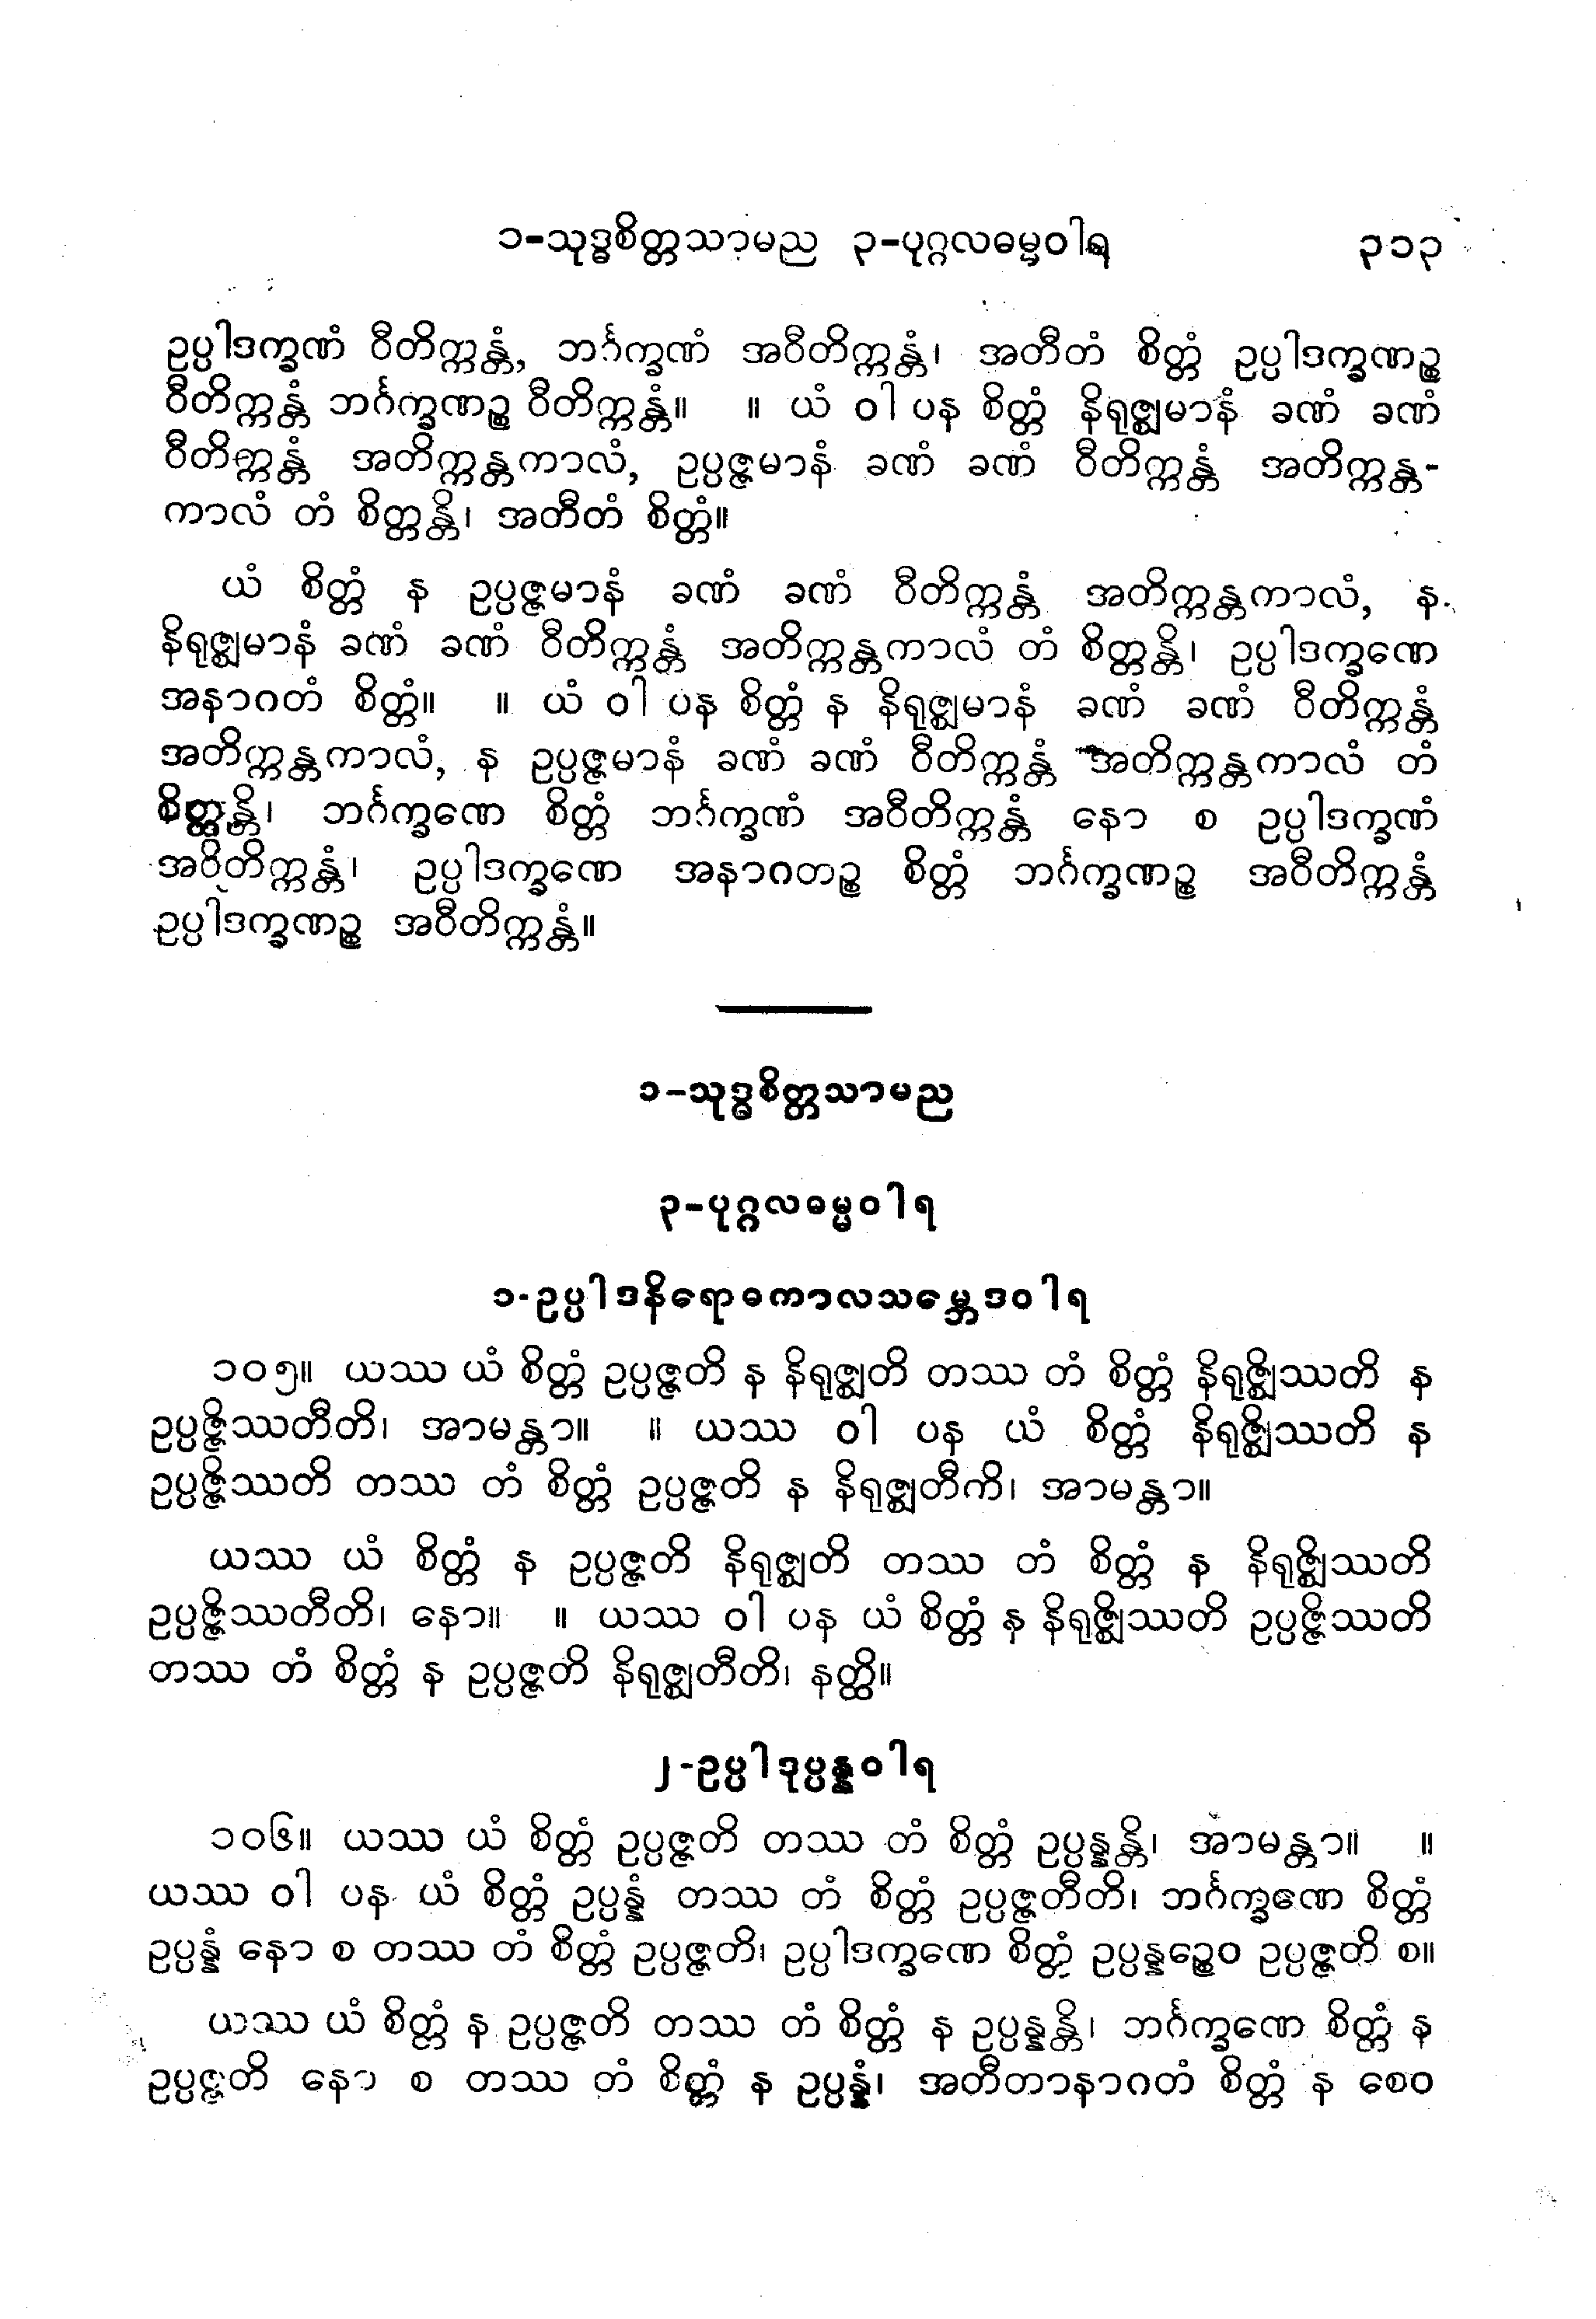 ၁-သုဒ္ဓစိတ္တသာမည ၃-ပုဂ္ဂလဓမ္မဝါရ ၃၁၃
ဥပ္ပါဒက္ခဏံ ဝီတိက္ကန္တံ, ဘင်္ဂက္ခဏံ အဝီတိက္ကန္တံ၊ အတီတံ စိတ္တံ ဥပ္ပါဒက္ခဏဉ္စ
ဝီတိက္ကန္တံ ဘင်္ဂက္ခဏဉ္စ ဝီတိက္ကန္တံ။ ။ ယံ ဝါ ပန စိတ္တံ နိရုဇ္ဈမာနံ ခဏံ ခဏံ
ဝီတိက္ကန္တံ အတိက္ကန္တကာလံ, ဥပ္ပဇ္ဇမာနံ ခဏံ ခဏံ ဝီတိက္ကန္တံ အတိက္ကန္တ-
ကာလံ တံ စိတ္တန္တိ၊ အတီတံ စိတ္တံ။
ယံ စိတ္တံ န ဥပ္ပဇ္ဇမာနံ ခဏံ ခဏံ ဝီတိက္ကန္တံ အတိက္ကန္တကာလံ, န
နိရုဇ္ဈမာနံ ခဏံ ခဏံ ဝီတိက္ကန္တံ အတိက္ကန္တကာလံ တံ စိတ္တန္တိ၊ ဥပ္ပါဒက္ခဏေ
အနာဂတံ စိတ္တံ။ ။ ယံ ဝါ ပန စိတ္တံ န နိရုဇ္ဈမာနံ ခဏံ ခဏံ ဝီတိက္ကန္တံ
အတိက္ကန္တကာလံ, န ဥပ္ပဇ္ဇမာနံ ခဏံ ခဏံ ဝီတိက္ကန္တံ အတိက္ကန္တကာလံ တံ
စိတ္တန္တိ၊ ဘင်္ဂက္ခဏေ စိတ္တံ ဘင်္ဂက္ခဏံ အဝီတိက္ကန္တံ နော စ ဥပ္ပါဒက္ခဏံ
အဝီတိက္ကန္တံ၊ ဥပ္ပါဒက္ခဏေ အနာဂတဉ္စ စိတ္တံ ဘင်္ဂက္ခဏဉ္စ အဝီတိက္ကန္တံ
ဥပ္ပါဒက္ခဏဉ္စ အဝီတိက္ကန္တံ။
၁-သုဒ္ဓစိတ္တသာမည
၃-ပုဂ္ဂလဓမ္မဝါရ
၁-ဥပ္ပါဒနိရောဓကာလသမ္ဘေဒဝါရ
၁၀၅။ ယဿ ယံ စိတ္တံ ဥပ္ပဇ္ဇတိ န နိရုဇ္ဈတိ တဿ တံ စိတ္တံ နိရုဇ္ဈိဿတိ န
ဥပ္ပဇ္ဇိဿတီတိ၊ အာမန္တာ။ ။ ယဿ ဝါ ပန ယံ စိတ္တံ နိရုဇ္ဈိဿတိ န
ဥပ္ပဇ္ဇိဿတိ တဿ တံ စိတ္တံ ဥပ္ပဇ္ဇတိ န နိရုဇ္ဈတီကိ၊ အာမန္တာ။
ယဿ ယံ စိတ္တံ န ဥပ္ပဇ္ဇတိ နိရုဇ္ဈတိ တဿ တံ စိတ္တံ န နိရုဇ္ဈိဿတိ
ဥပ္ပဇ္ဇိဿတီတိ၊ နော။ ။ ယဿ ဝါ ပန ယံ စိတ္တံ န နိရုဇ္ဈိဿတိ ဥပ္ပဇ္ဇိဿတိ
တဿ တံ စိတ္တံ န ဥပ္ပဇ္ဇတိ နိရုဇ္ဈတီတိ၊ နတ္ထိ။
၂-ဥပ္ပါဒုပ္ပန္နဝါရ
၁၀၆။ ယဿ ယံ စိတ္တံ ဥပ္ပဇ္ဇတိ တဿ တံ စိတ္တံ ဥပ္ပန္နန္တိ၊ အာမန္တာ။ ။
ယဿ ဝါ ပန ယံ စိတ္တံ ဥပ္ပန္နံ တဿ တံ စိတ္တံ ဥပ္ပဇ္ဇတီတိ၊ ဘင်္ဂက္ခဏေ စိတ္တံ
ဥပ္ပန္နံ နော စ တဿ တံ စိတ္တံ ဥပ္ပဇ္ဇတိ၊ ဥပ္ပါဒက္ခဏေ စိတ္တံ ဥပ္ပန္နဉ္စေဝ ဥပ္ပဇ္ဇတိ စ။
ယဿ ယံ စိတ္တံ န ဥပ္ပဇ္ဇတိ တဿ တံ စိတ္တံ န ဥပ္ပန္နန္တိ၊ ဘင်္ဂက္ခဏေ စိတ္တံ န
ဥပ္ပဇ္ဇတိ နော စ တဿ တံ စိတ္တံ န ဥပ္ပန္နံ၊ အတီတာနာဂတံ စိတ္တံ န စေဝ